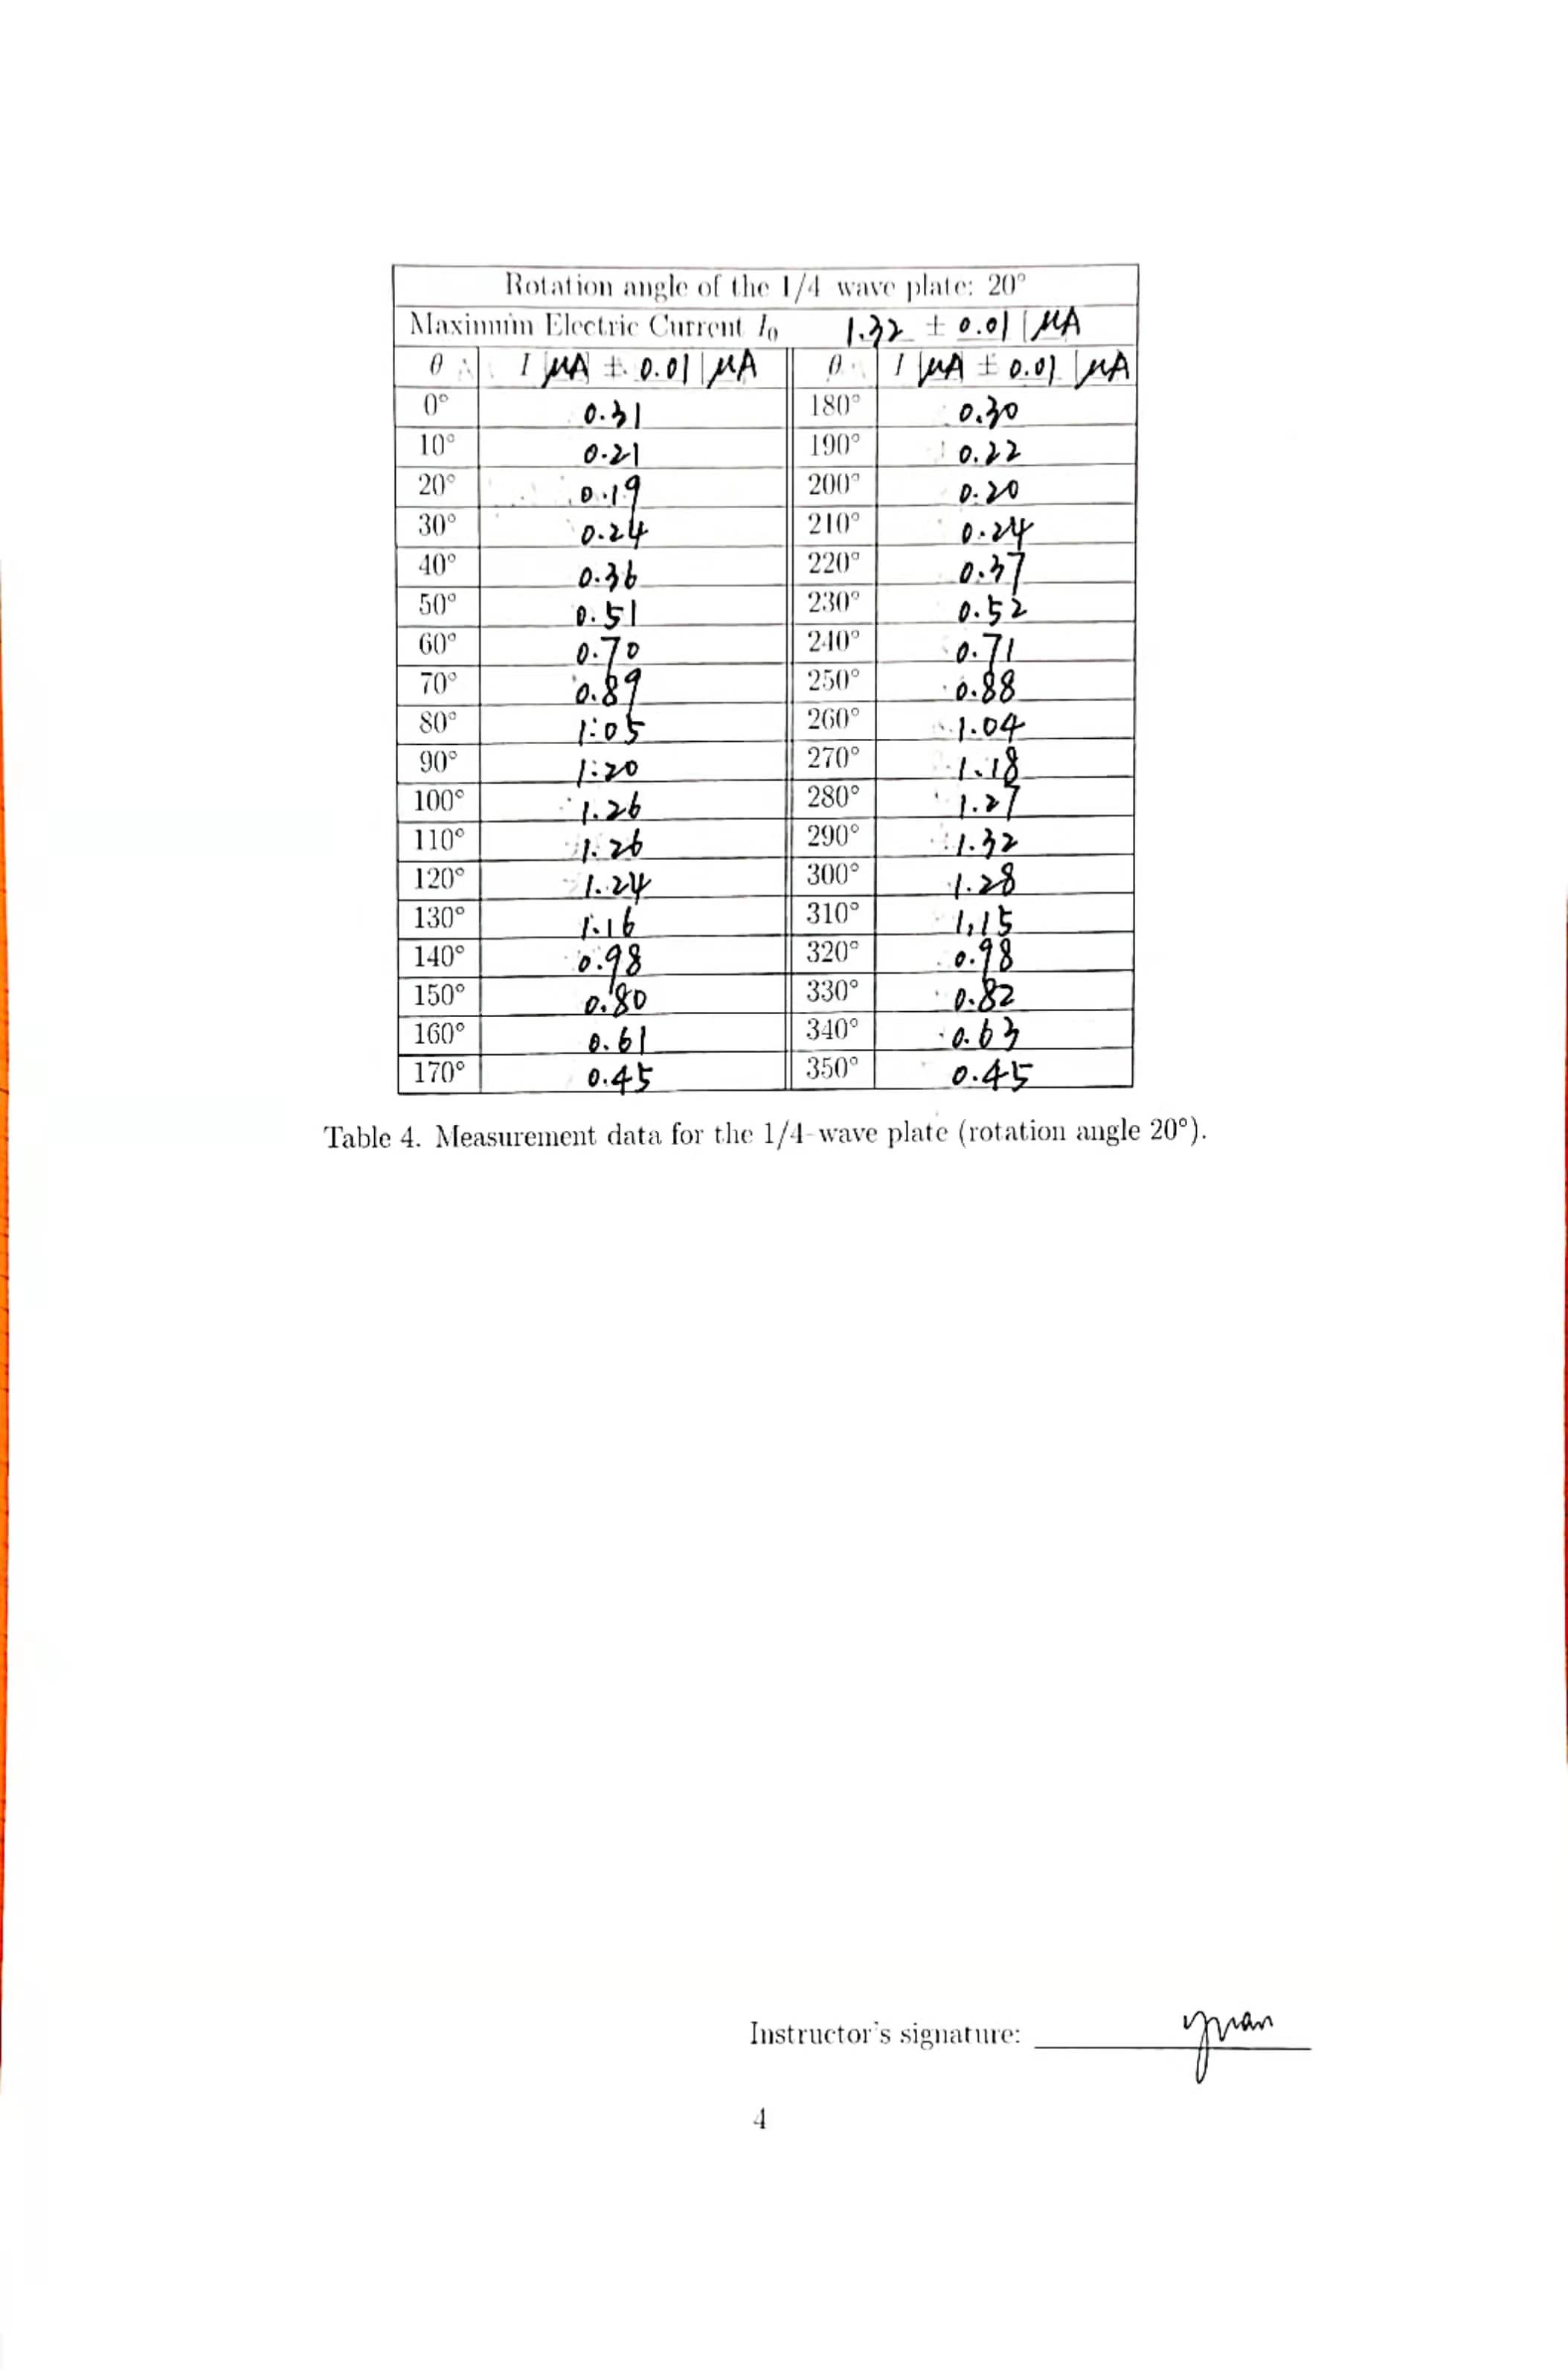 Rotation angle of the 1/4 wave plate: 20°
Maximum Electric Current I₀ 1.32 ± 0.01 | μA
θ I |μA| ± 0.01 | μA θ I |μA ± 0.01 |μA
0° 0.31 180° 0.30
10° 0.21 190° 0.22
20° 0.19 200° 0.20
30° 0.24 210° 0.24
40° 0.36 220° 0.37
50° 0.51 230° 0.52
60° 0.70 240° 0.71
70° 0.89 250° 0.88
80° 1.05 260° 1.04
90° 1.20 270° 1.18
100° 1.26 280° 1.27
110° 1.26 290° 1.32
120° 1.24 300° 1.28
130° 1.16 310° 1.15
140° 0.98 320° 0.98
150° 0.80 330° 0.82
160° 0.61 340° 0.63
170° 0.45 350° 0.45
Table 4. Measurement data for the 1/4-wave plate (rotation angle 20°).
Instructor's signature:
4